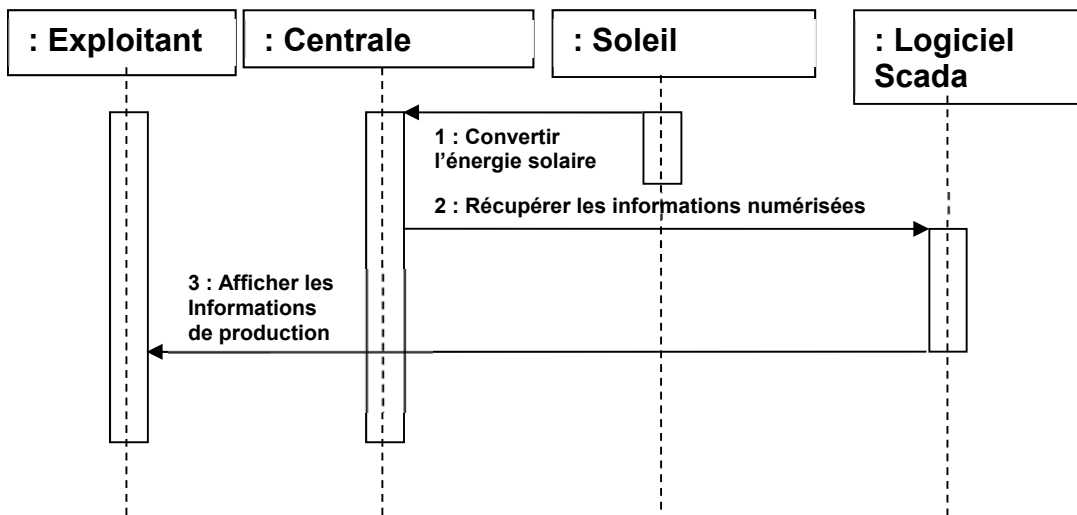 : Exploitant
: Centrale
: Soleil
: Logiciel
Scada
1 : Convertir
l’énergie solaire
2 : Récupérer les informations numérisées
3 : Afficher les
Informations
de production